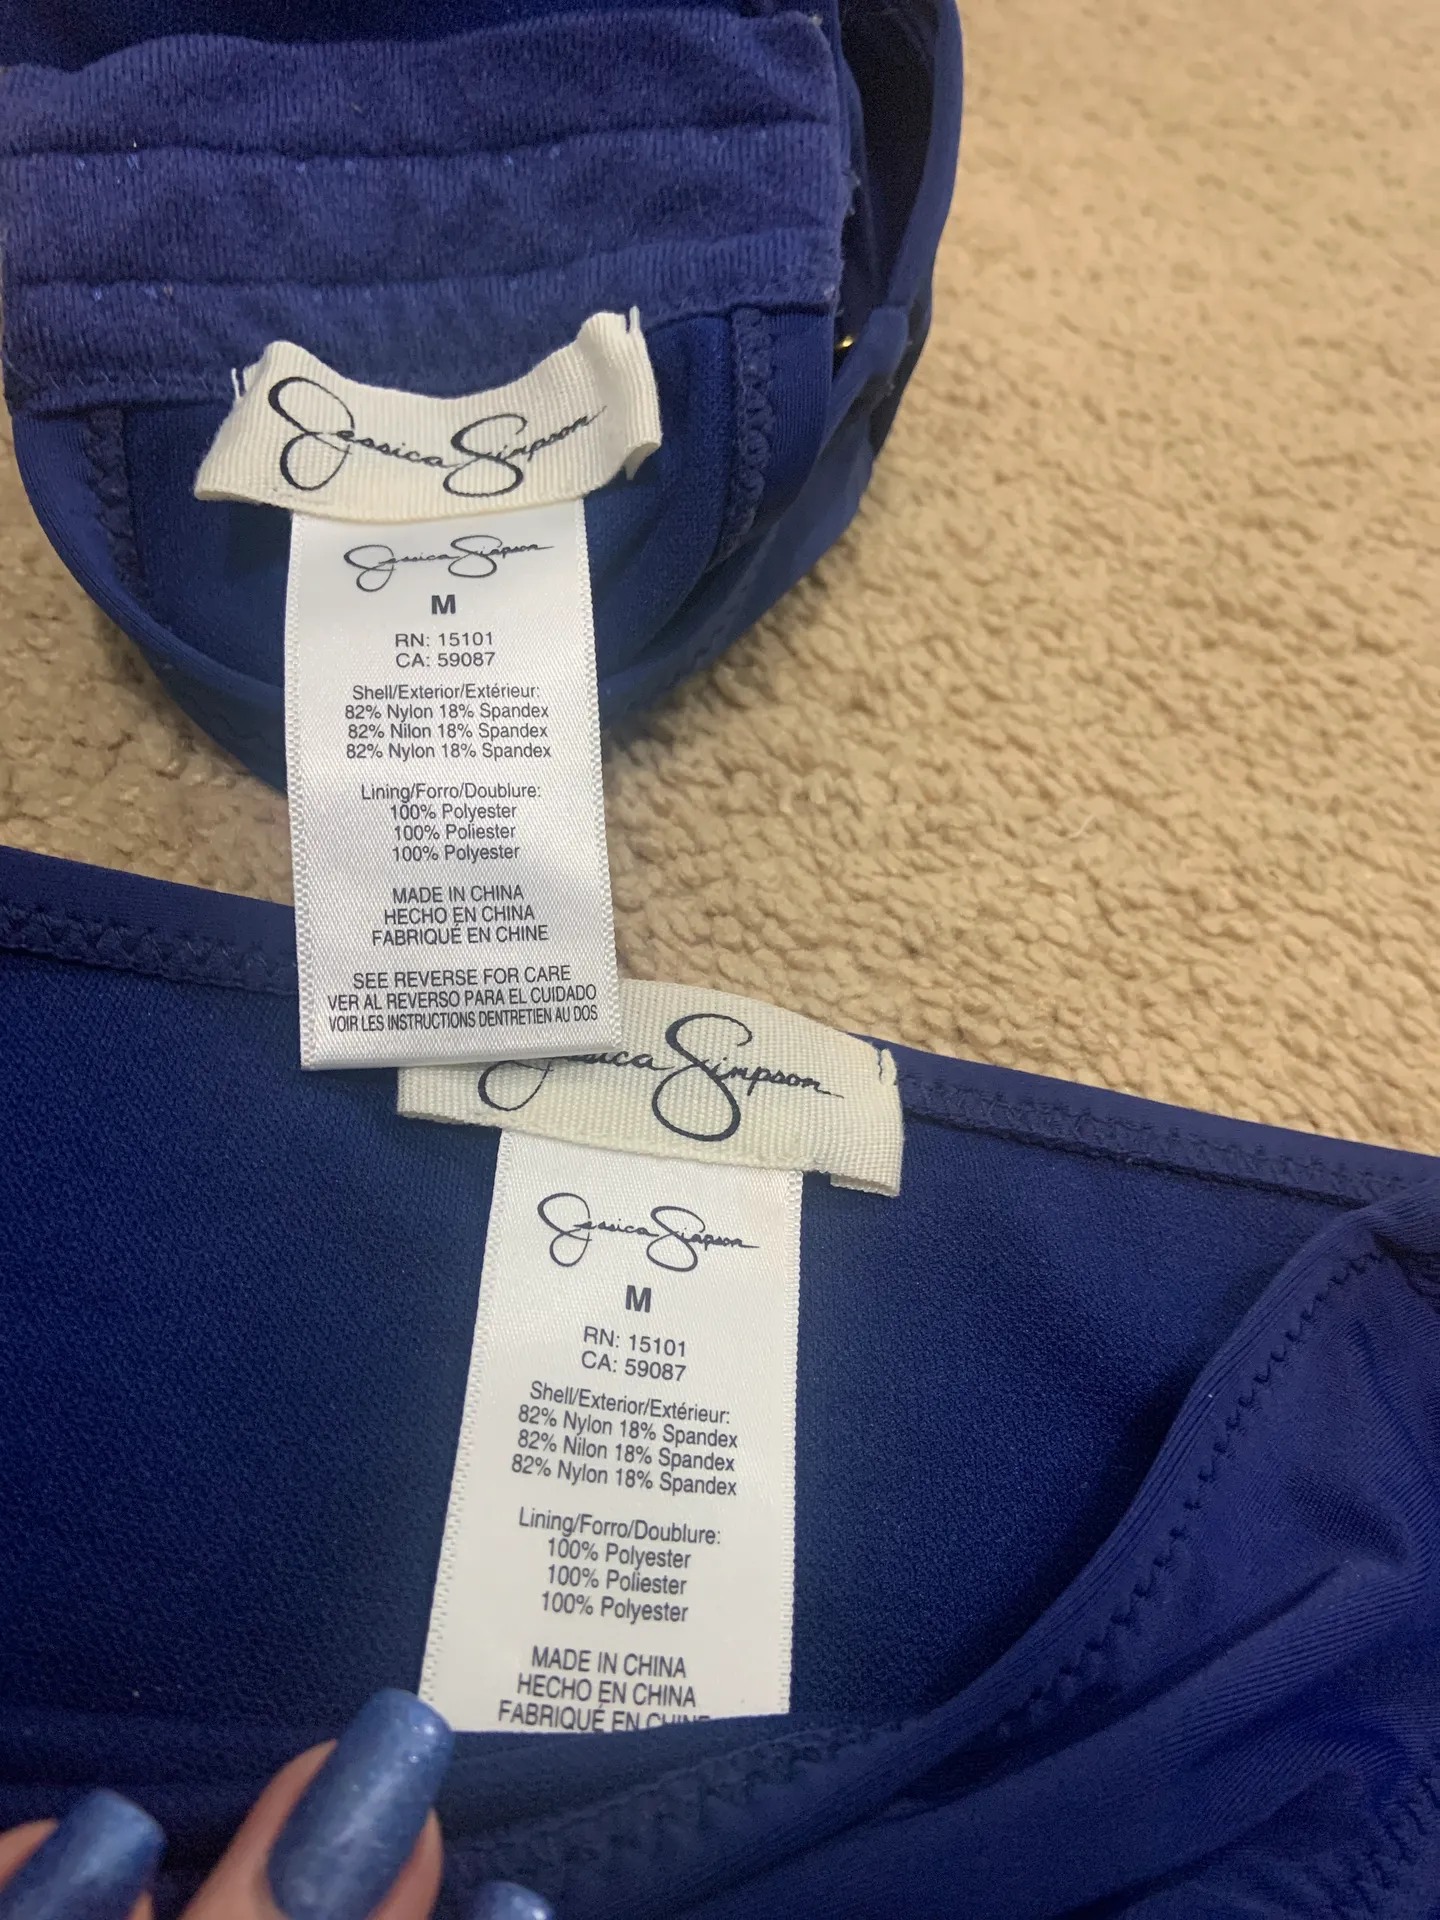 Jessica Simpson
Jessica Simpson
M
RN: 15101
CA: 59087
Shell/Exterior/Extérieur:
82% Nylon 18% Spandex
82% Nilon 18% Spandex
82% Nylon 18% Spandex
Lining/Forro/Doublure:
100% Polyester
100% Poliester
100% Polyester
MADE IN CHINA
HECHO EN CHINA
FABRIQUÉ EN CHINE
SEE REVERSE FOR CARE
VER AL REVERSO PARA EL CUIDADO
VOIR LES INSTRUCTIONS DENTRETIEN AU DOS
Jessica Simpson
Jessica Simpson
M
RN: 15101
CA: 59087
Shell/Exterior/Extérieur:
82% Nylon 18% Spandex
82% Nilon 18% Spandex
82% Nylon 18% Spandex
Lining/Forro/Doublure:
100% Polyester
100% Poliester
100% Polyester
MADE IN CHINA
HECHO EN CHINA
FABRIQUÉ EN CHINE